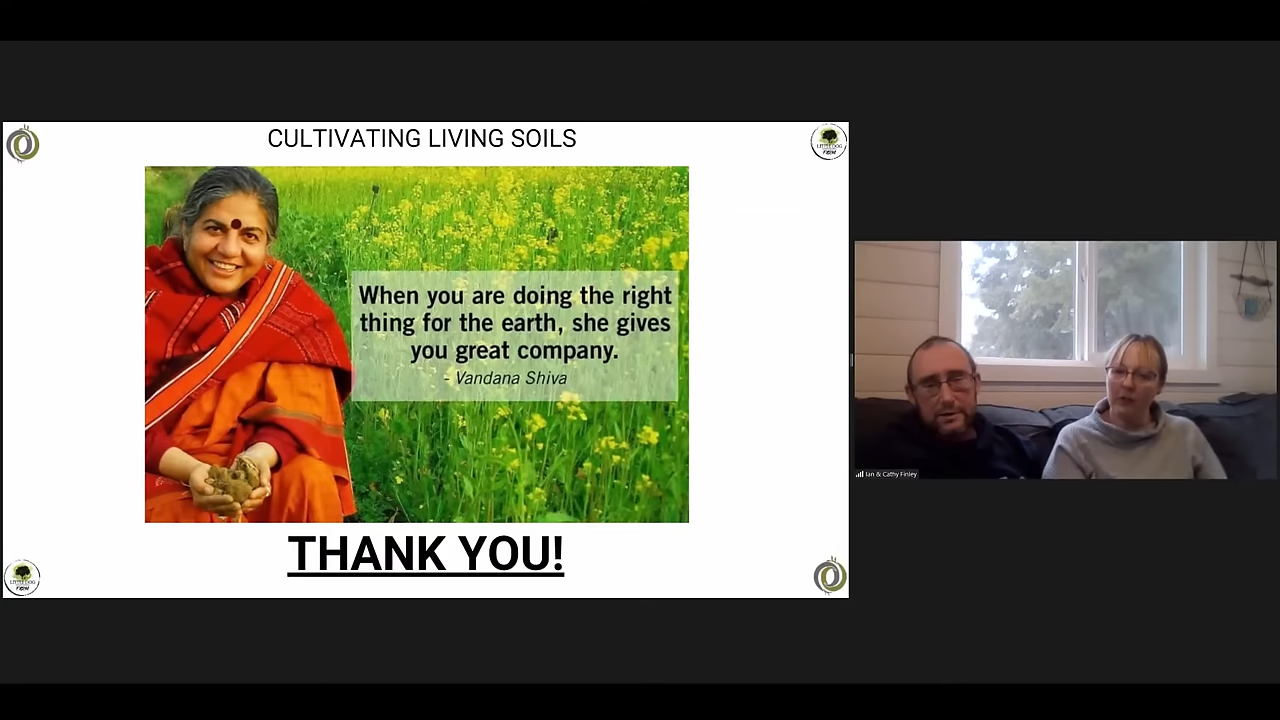 CULTIVATING LIVING SOILS
When you are doing the right
thing for the earth, she gives
you great company.
- Vandana Shiva
THANK YOU!
Ian & Cathy Finley